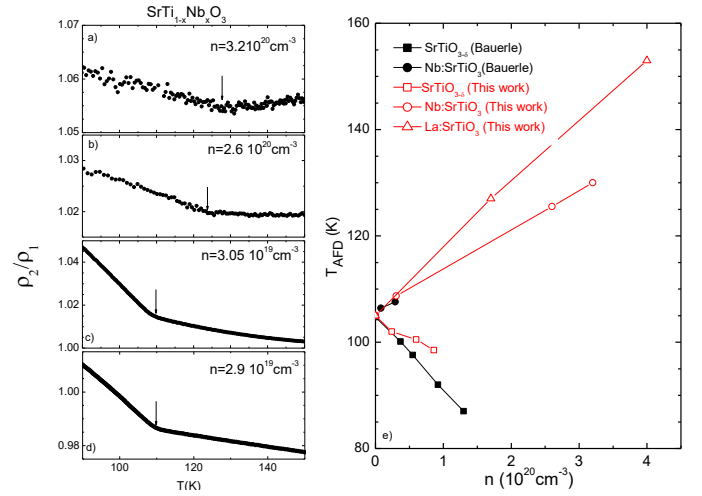 SrTi₁₋ₓNbₓO₃
a)
n=3.210²⁰cm⁻³
1.07
1.06
1.05
b)
n=2.6 10²⁰cm⁻³
1.03
1.02
ρ₂/ρ₁
n=3.05 10¹⁹cm⁻³
1.04
1.02
1.00
c)
n=2.9 10¹⁹cm⁻³
1.00
0.98
d)
100 120 140
T(K)
160
140
120
100
80
T_AFD (K)
SrTiO₃₋δ (Bauerle)
Nb:SrTiO₃(Bauerle)
SrTiO₃₋δ (This work)
Nb:SrTiO₃ (This work)
La:SrTiO₃ (This work)
e)
0 1 2 3 4
n (10²⁰cm⁻³)